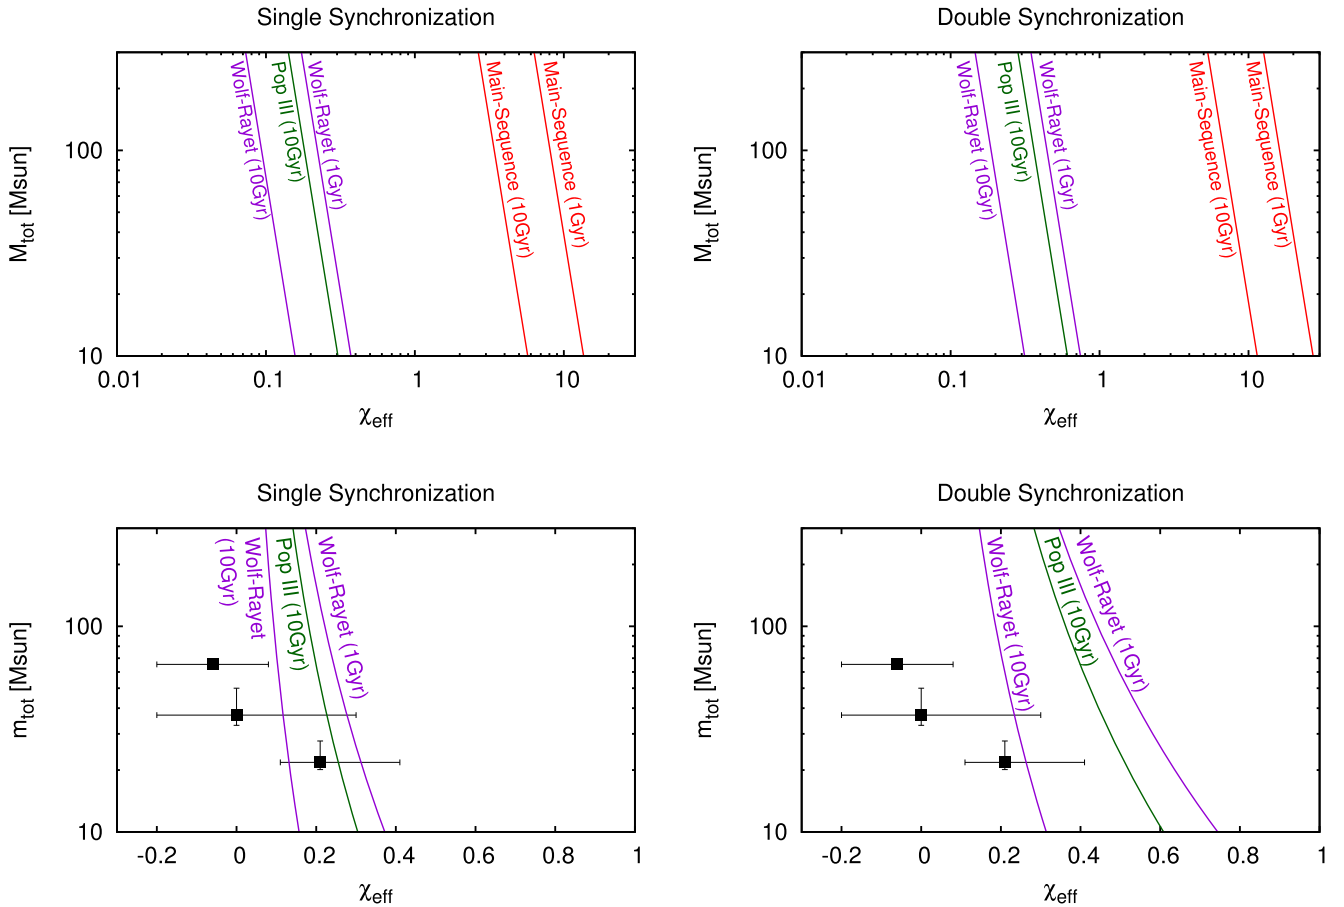 Single Synchronization
Double Synchronization
Wolf-Rayet (10Gyr)
Pop III (10Gyr)
Wolf-Rayet (1Gyr)
Main-Sequence (10Gyr)
Main-Sequence (1Gyr)
100
10
Mtot [Msun]
0.01
0.1
1
10
χeff
Wolf-Rayet (10Gyr)
Pop III (10Gyr)
Wolf-Rayet (1Gyr)
Main-Sequence (10Gyr)
Main-Sequence (1Gyr)
100
10
Mtot [Msun]
0.01
0.1
1
10
χeff
Single Synchronization
Double Synchronization
Wolf-Rayet
(10Gyr)
Pop III (10Gyr)
Wolf-Rayet (1Gyr)
100
10
mtot [Msun]
-0.2
0
0.2
0.4
0.6
0.8
1
χeff
Wolf-Rayet (10Gyr)
Pop III (10Gyr)
Wolf-Rayet (1Gyr)
100
10
mtot [Msun]
-0.2
0
0.2
0.4
0.6
0.8
1
χeff